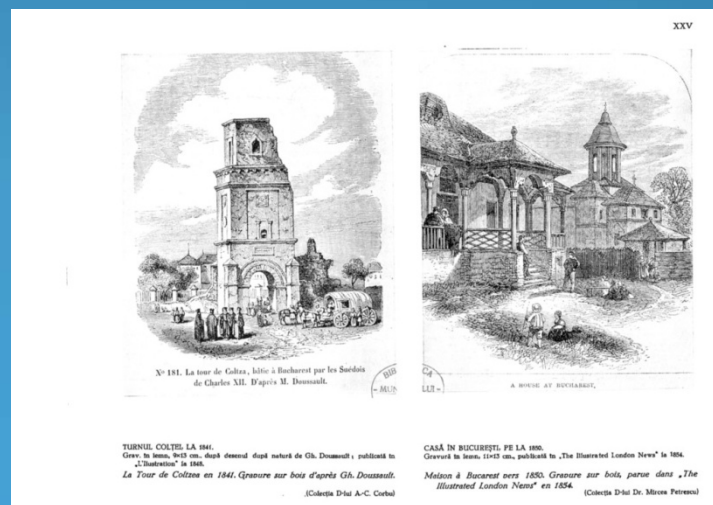 XXV
Nº 181. La tour de Coltza, bâtie à Bucharest par les Suédois
de Charles XII. D'après M. Doussault.
BIB
- MUN
CA
LUI -
A HOUSE AT BUCHAREST,
TURNUL COLȚEI, LA 1841.
Grav. în lemn, 9×13 cm., după desenul după natură de Gh. Doussault; publicată în
„L'Illustration" la 1848.
La Tour de Coltzea en 1841. Gravure sur bois d'après Gh. Doussault.
(Colecția D-lui A.-C. Corbu)
CASĂ ÎN BUCUREȘTI, PE LA 1850.
Gravură în lemn, 11×13 cm., publicată în „The Illustrated London News" la 1854.
Maison à Bucarest vers 1850. Gravure sur bois, parue dans „The
Illustrated London News" en 1854.
(Colecția D-lui Dr. Mircea Petrescu)